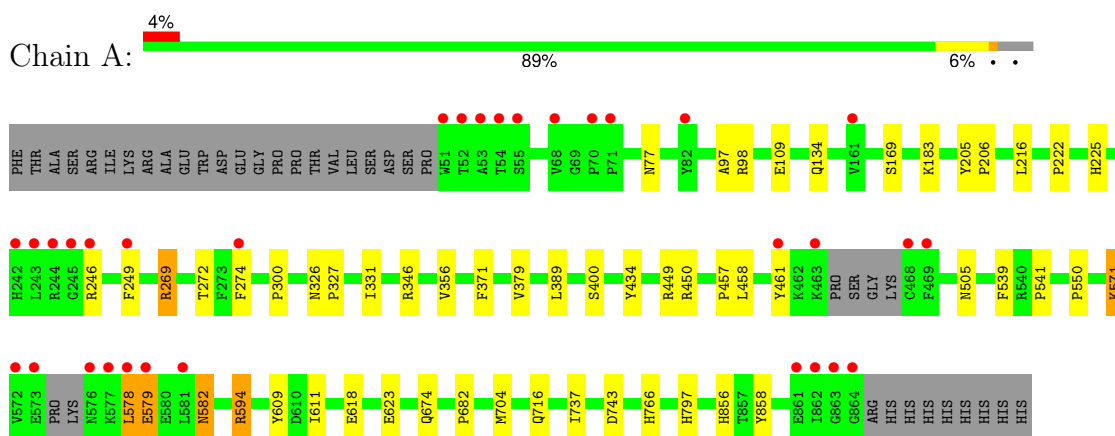 4%
Chain A:
89% 6% • •
PHE THR ALA SER ARG ILE LYS ARG ALA GLU TRP ASP GLU GLY PRO PRO THR VAL LEU SER ASP SER PRO W51 T52 A53 T54 S55 V68 G69 P70 P71 N77 Y82 A97 R98 E109 Q134 V161 S169 K183 Y205 P206 L216 P222 H225
H242 L243 R244 G245 R246 F249 R269 T272 F273 F274 P300 N326 P327 I331 R346 V356 F371 V379 L389 S400 Y434 R449 R450 P457 L458 Y461 K462 K463 PRO SER GLY LYS C468 F469 N505 F539 R540 P541 P550 K571
V572 E573 PRO LYS N576 K577 L578 E579 E580 L581 N582 R594 Y609 D610 I611 E618 E623 Q674 P682 M704 Q716 I737 D743 H766 H797 H856 T857 Y858 E861 I862 G863 G864 ARG HIS HIS HIS HIS HIS HIS HIS HIS